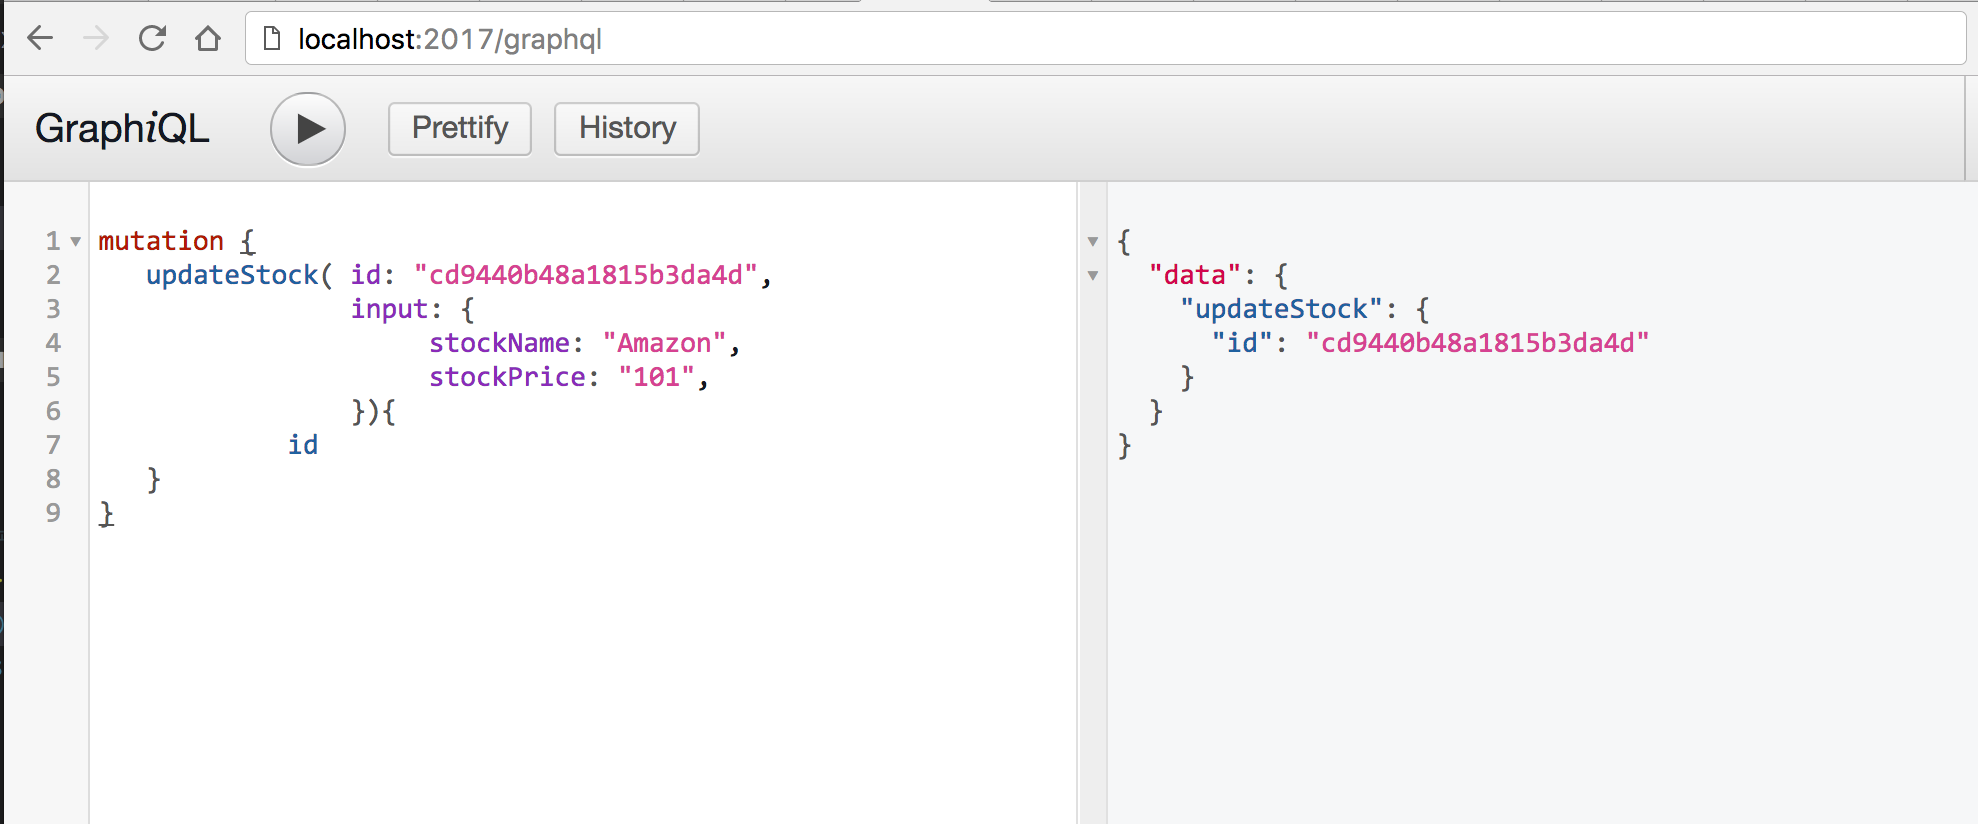 localhost:2017/graphql
GraphiQL
Prettify
History
1 mutation {
2 updateStock( id: "cd9440b48a1815b3da4d",
3 input: {
4 stockName: "Amazon",
5 stockPrice: "101",
6 }){
7 id
8 }
9 }
{
"data": {
"updateStock": {
"id": "cd9440b48a1815b3da4d"
}
}
}